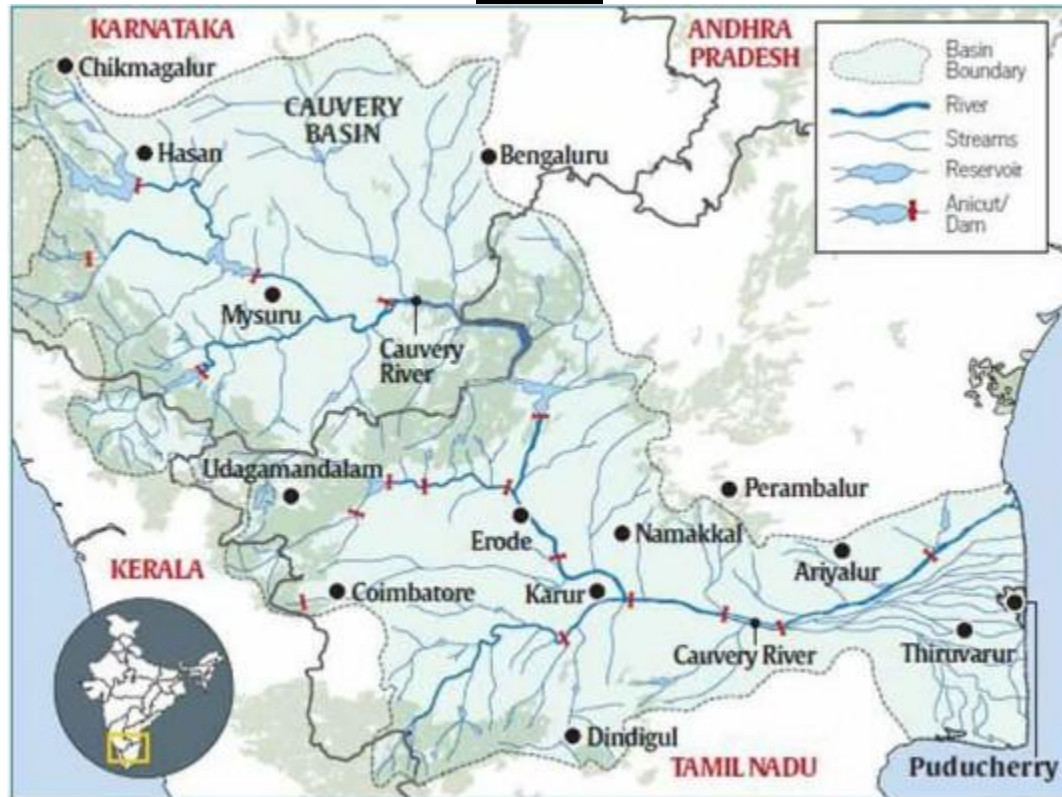 KARNATAKA
Chikmagalur
CAUVERY
BASIN
Hasan
Bengaluru
ANDHRA
PRADESH
Basin
Boundary
River
Streams
Reservoir
Anicut/
Dam
Mysuru
Cauvery
River
Udagamandalam
Perambalur
Erode
Namakkal
Ariyalur
KERALA
Coimbatore
Karur
Cauvery River
Thiruvarur
Dindigul
TAMIL NADU
Puducherry